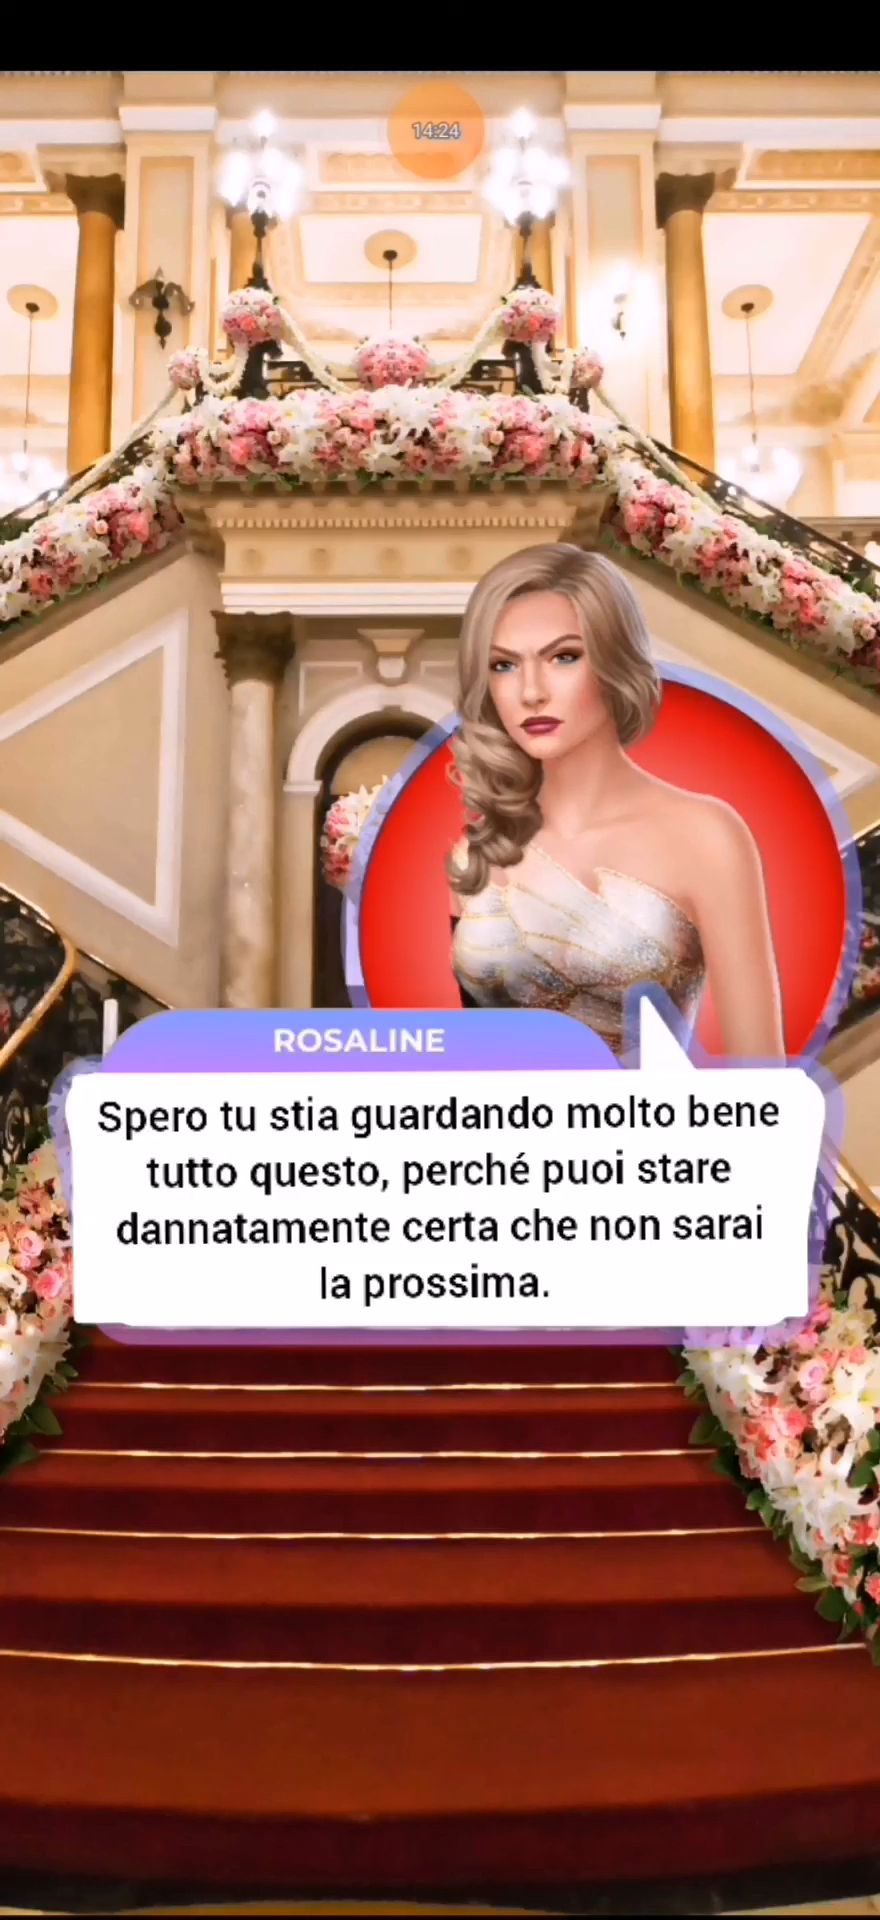 14:24
ROSALINE
Spero tu stia guardando molto bene
tutto questo, perché puoi stare
dannatamente certa che non sarai
la prossima.